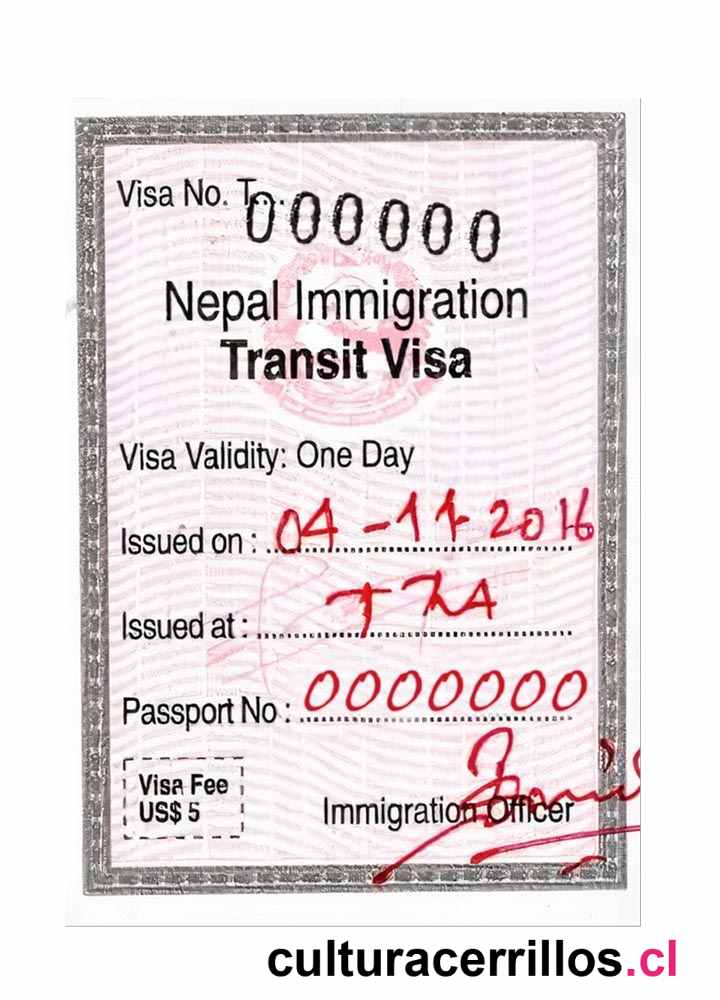 Visa No. T...000000
Nepal Immigration
Transit Visa
Visa Validity: One Day
Issued on : 04-11-2016
Issued at : TIA
Passport No : 0000000
Visa Fee
US$ 5
Immigration Officer
culturacerrillos.cl